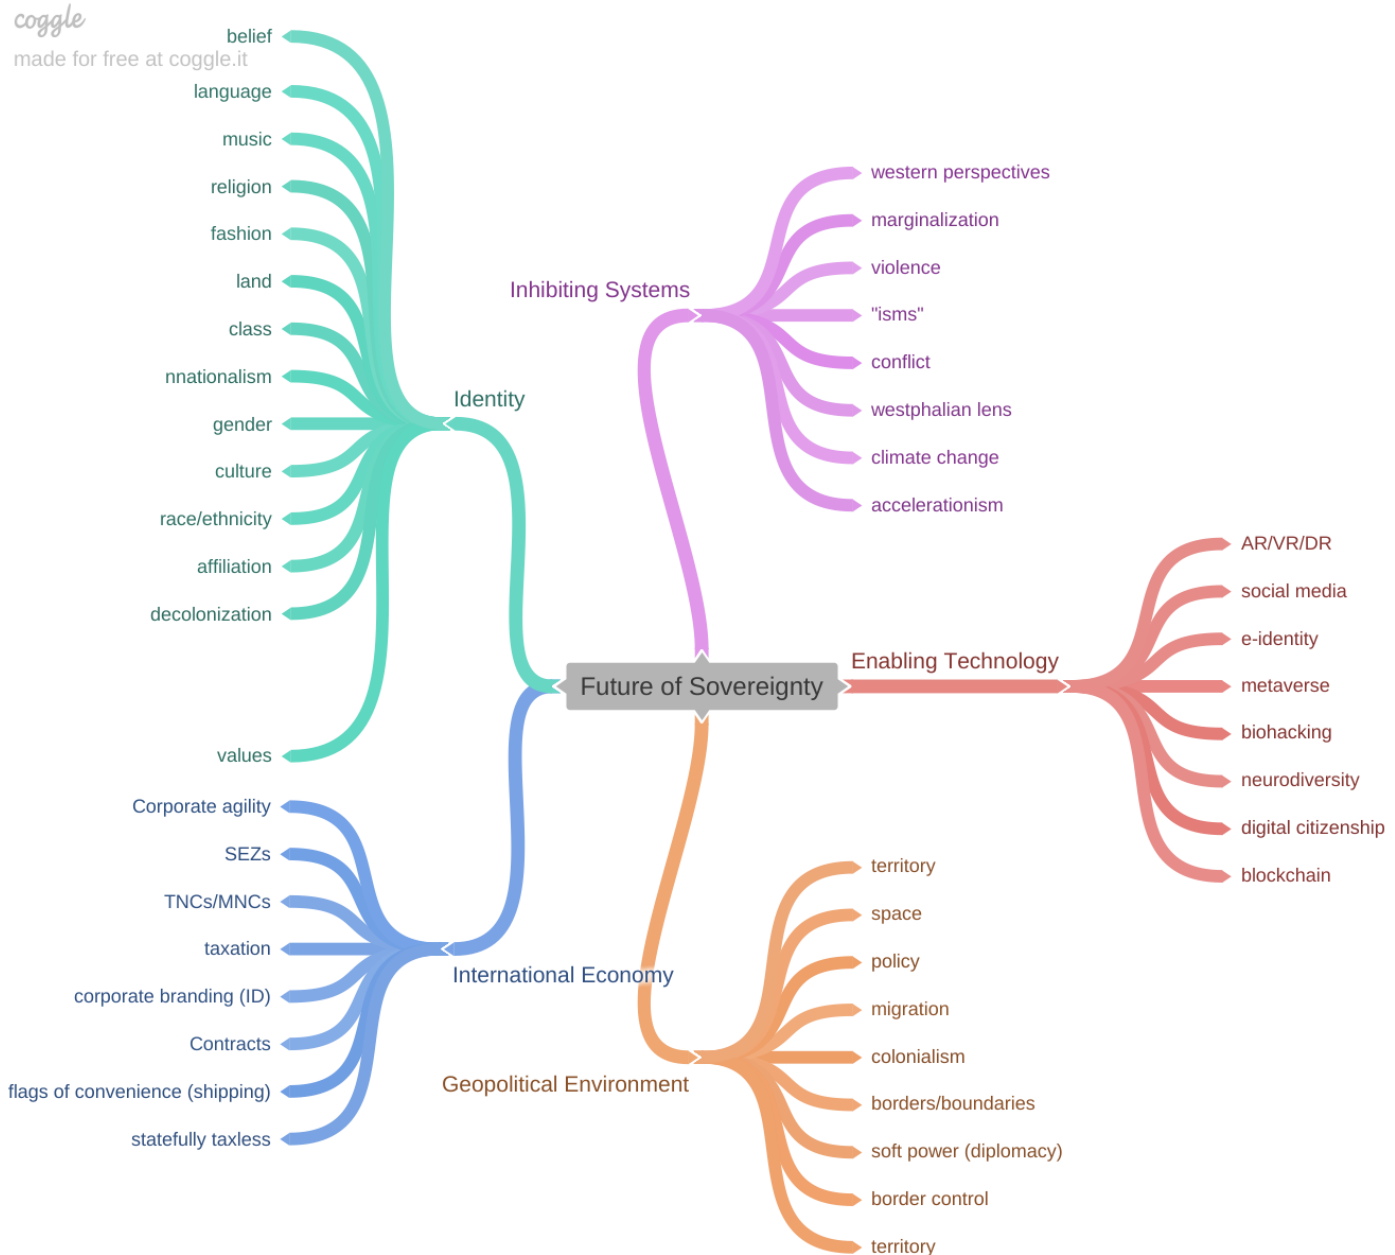 coggle
made for free at coggle.it
Future of Sovereignty
Identity
belief
language
music
religion
fashion
land
class
nnationalism
gender
culture
race/ethnicity
affiliation
decolonization
values
International Economy
Corporate agility
SEZs
TNCs/MNCs
taxation
corporate branding (ID)
Contracts
flags of convenience (shipping)
statefully taxless
Inhibiting Systems
western perspectives
marginalization
violence
"isms"
conflict
westphalian lens
climate change
accelerationism
Enabling Technology
AR/VR/DR
social media
e-identity
metaverse
biohacking
neurodiversity
digital citizenship
blockchain
Geopolitical Environment
territory
space
policy
migration
colonialism
borders/boundaries
soft power (diplomacy)
border control
territory